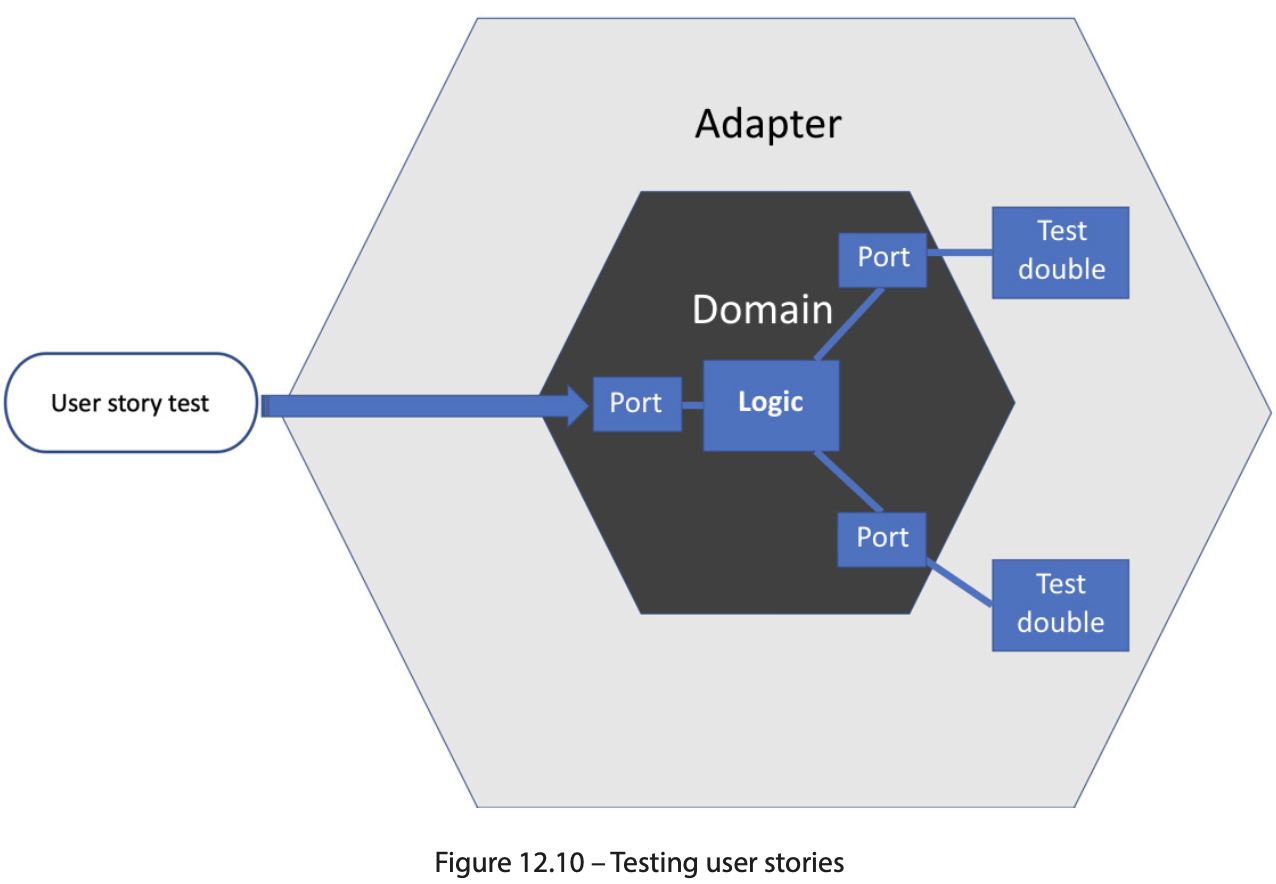 Adapter
Test
double
Port
Domain
User story test
Port
Logic
Port
Test
double
Figure 12.10 – Testing user stories